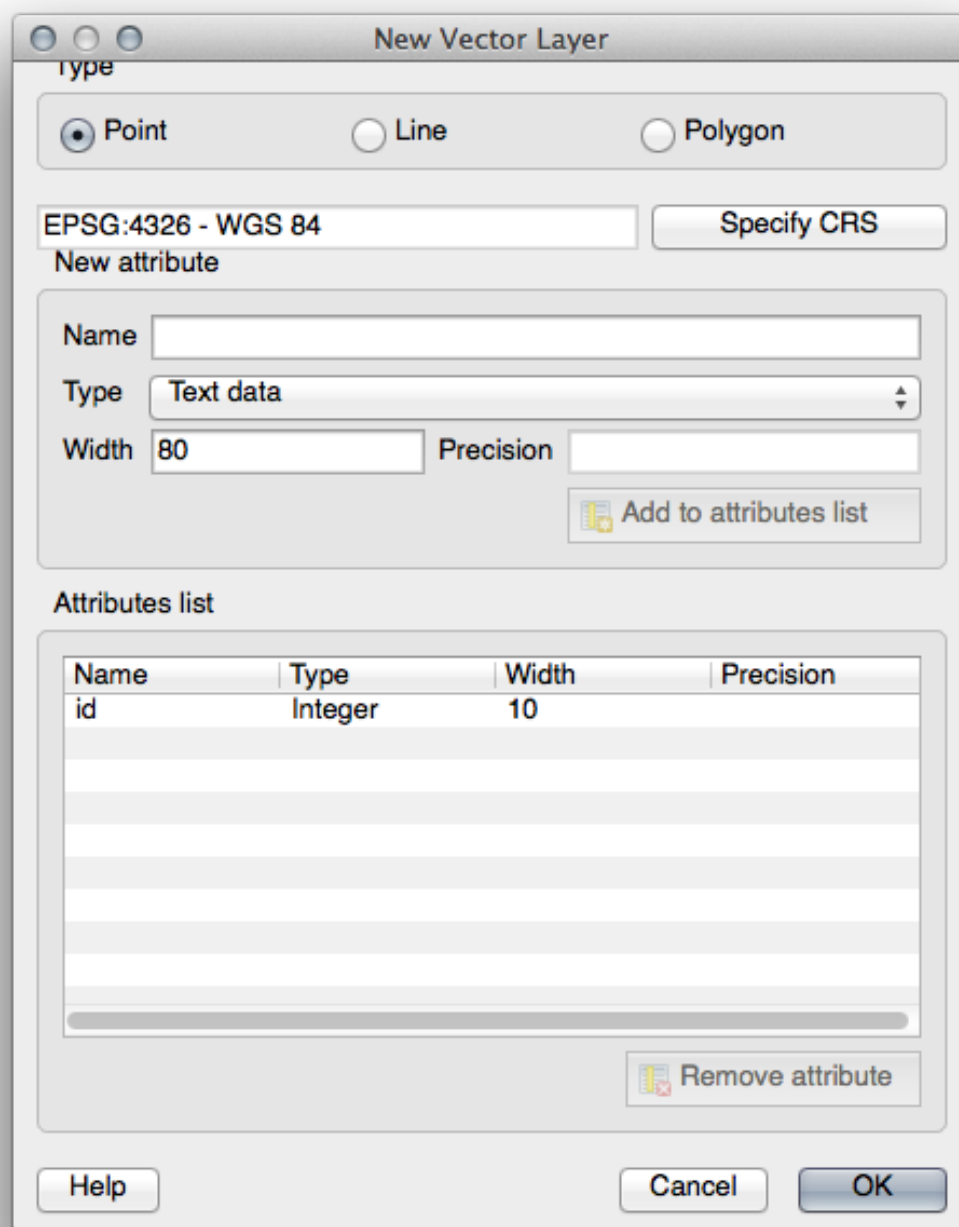 New Vector Layer
Type
Point Line Polygon
EPSG:4326 - WGS 84 Specify CRS
New attribute
Name
Type Text data
Width 80 Precision
Add to attributes list
Attributes list
Name Type Width Precision
id Integer 10
Remove attribute
Help Cancel OK